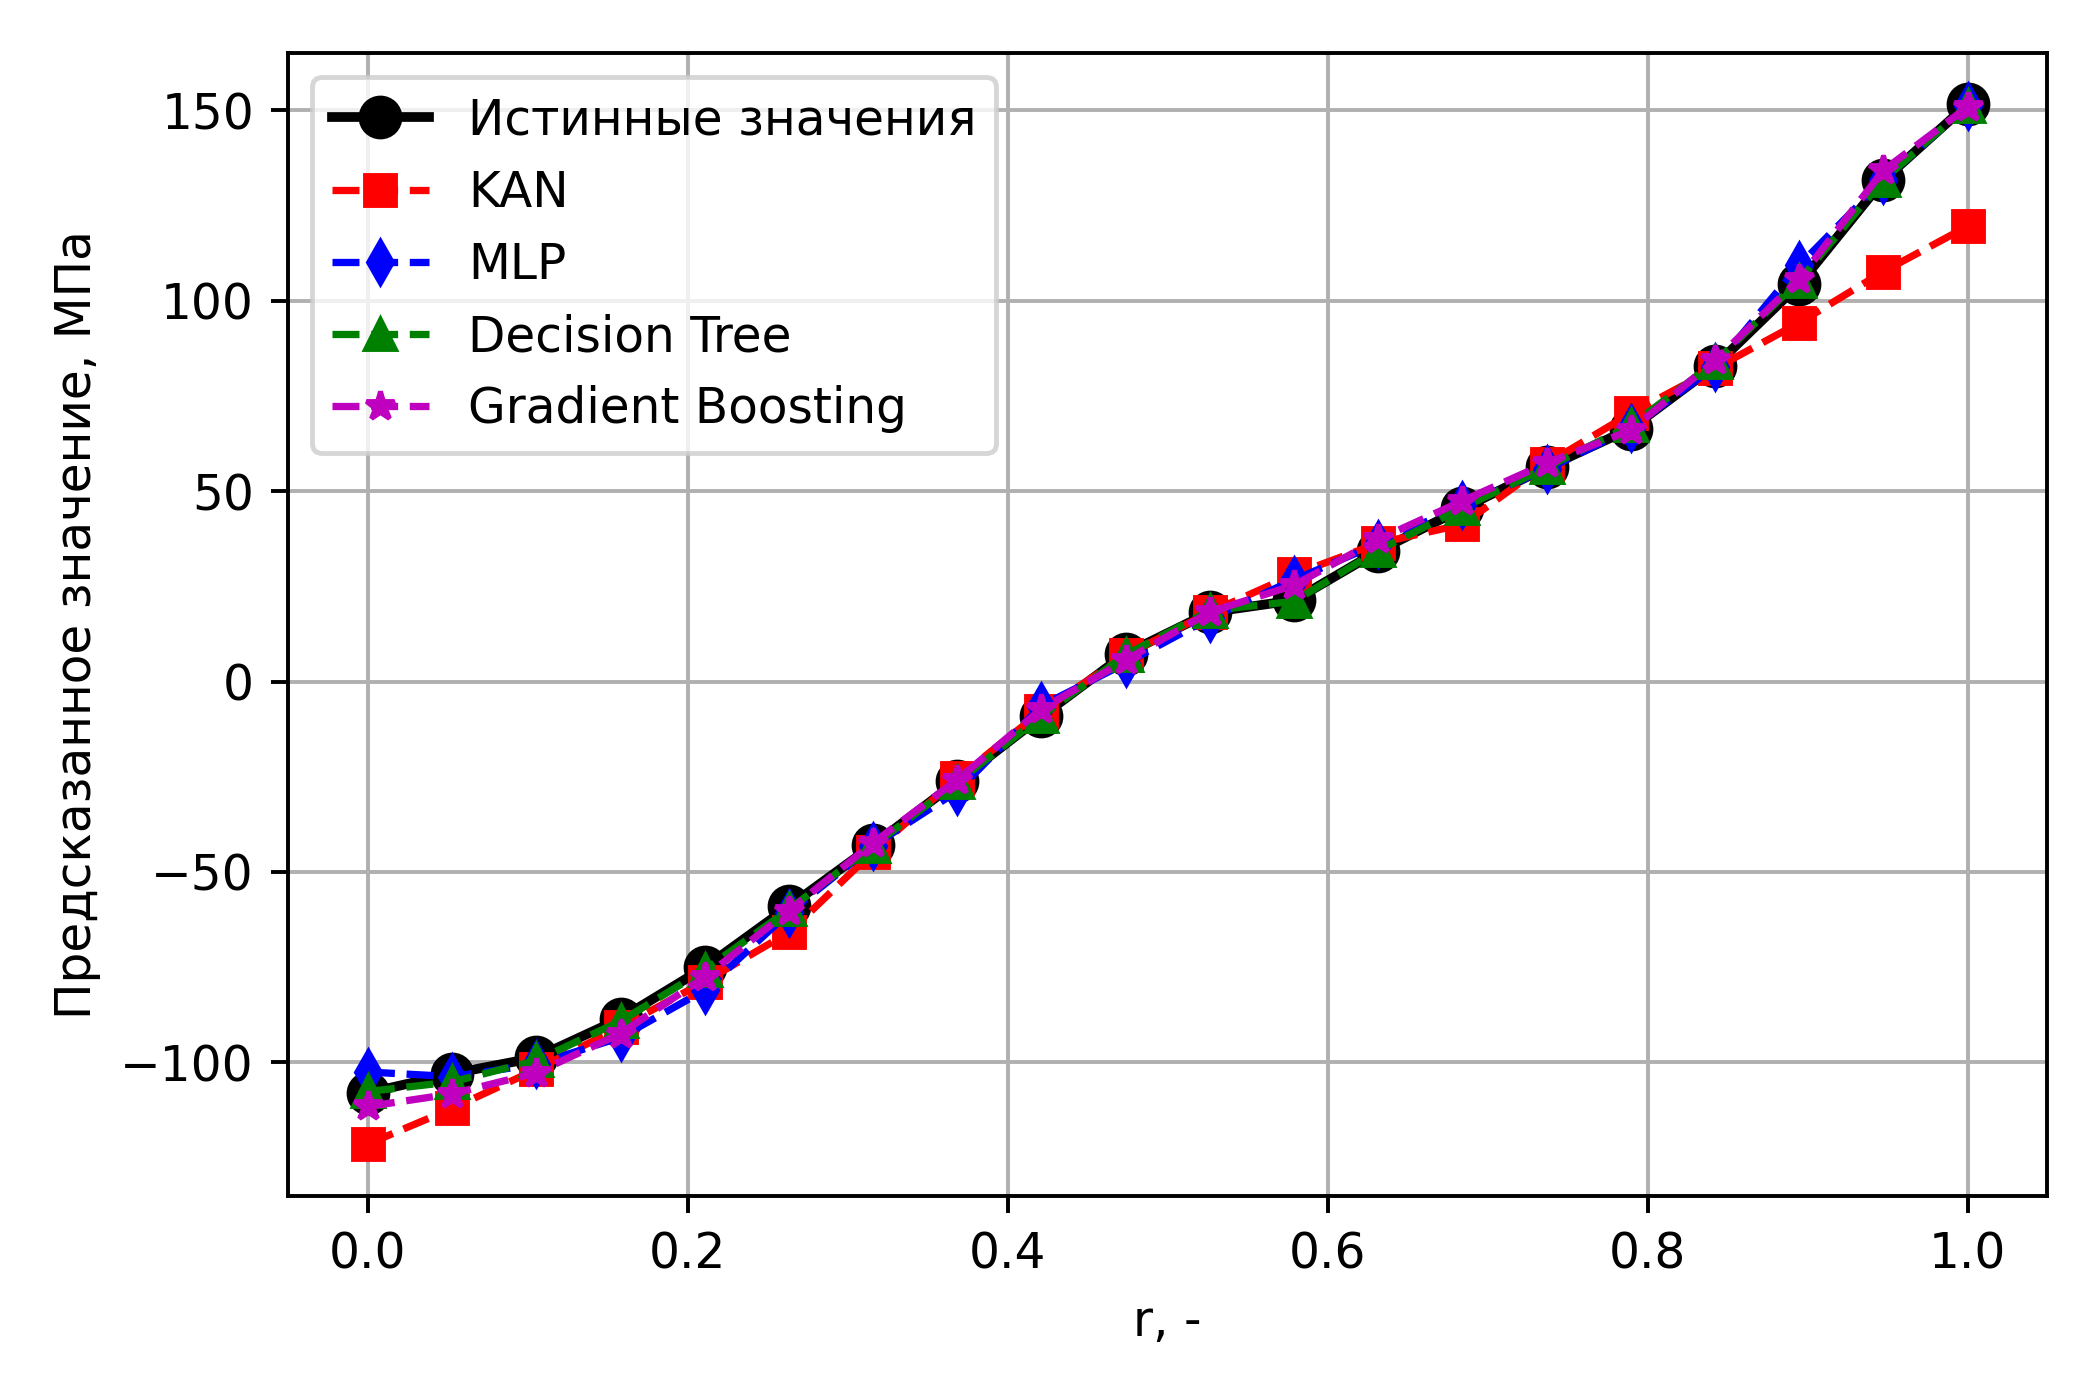 Истинные значения
KAN
MLP
Decision Tree
Gradient Boosting
Предсказанное значение, МПа
150
100
50
0
−50
−100
0.0 0.2 0.4 0.6 0.8 1.0
r, -